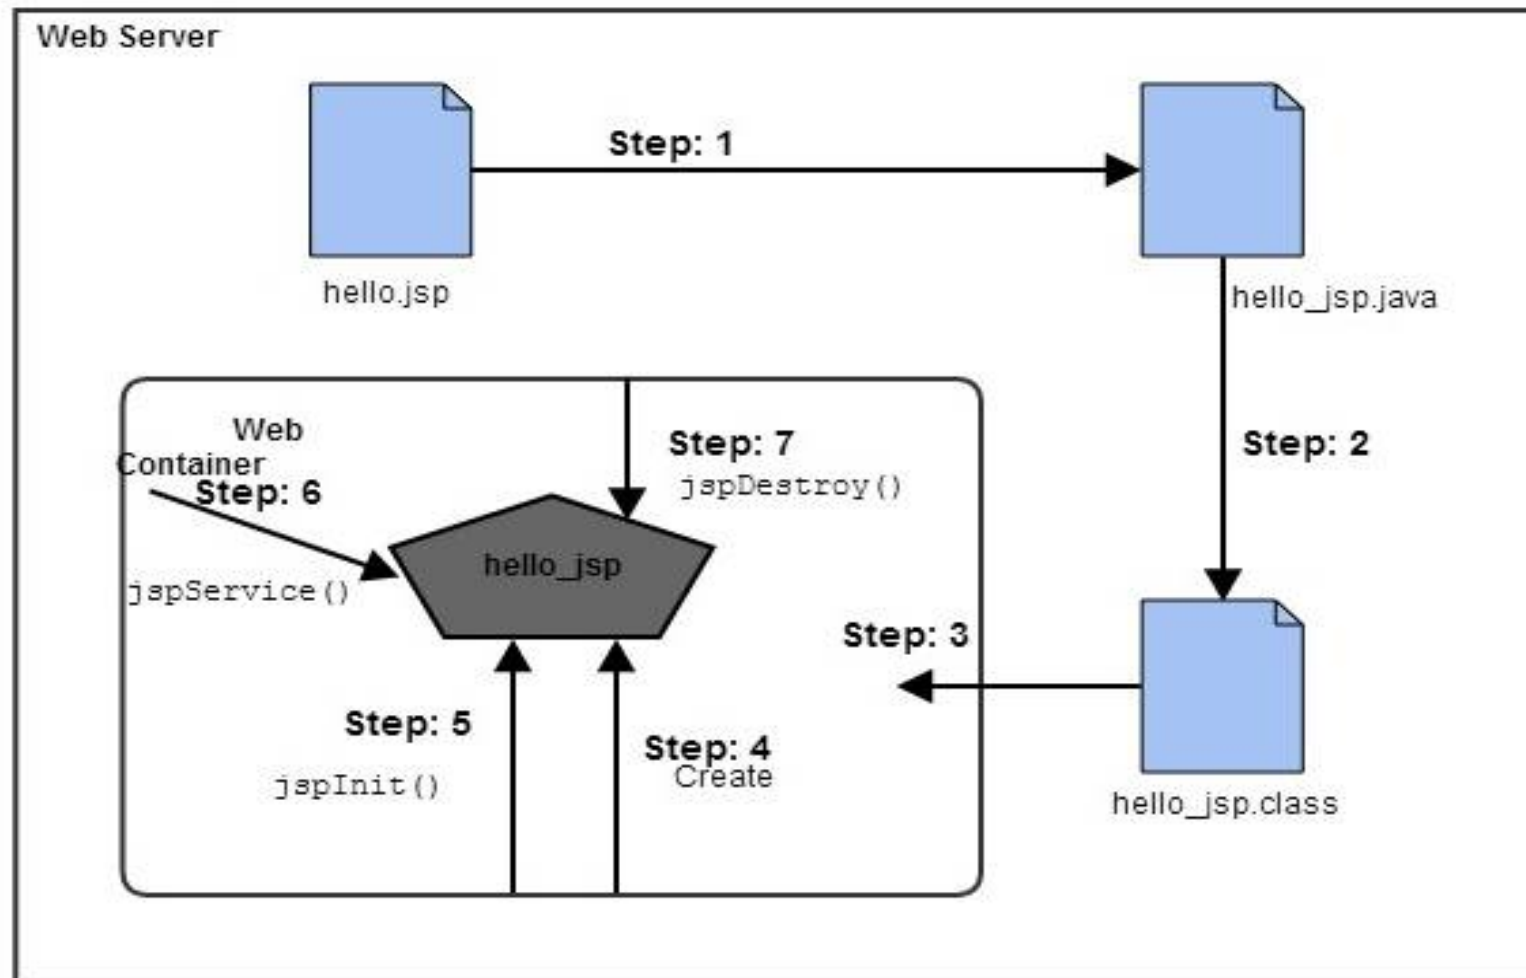 Web Server
Step: 1
hello.jsp
hello_jsp.java
Web
Container
Step: 7
jspDestroy()
Step: 2
Step: 6
hello_jsp
jspService()
Step: 3
Step: 5
jspInit()
Step: 4
Create
hello_jsp.class